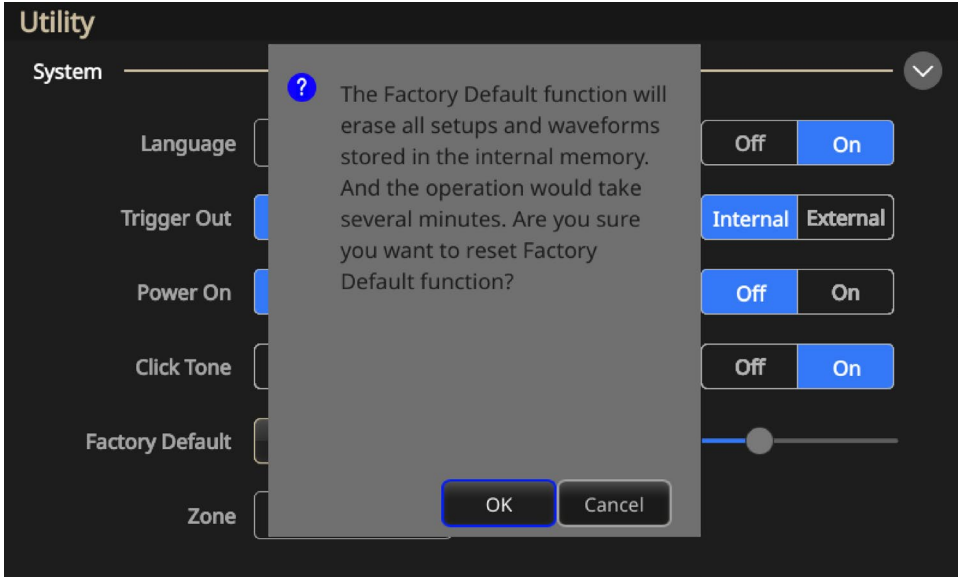 Utility
System
The Factory Default function will
erase all setups and waveforms
stored in the internal memory.
And the operation would take
several minutes. Are you sure
you want to reset Factory
Default function?
Language
Off On
Trigger Out
Internal External
Power On
Off On
Click Tone
Off On
Factory Default
OK Cancel
Zone